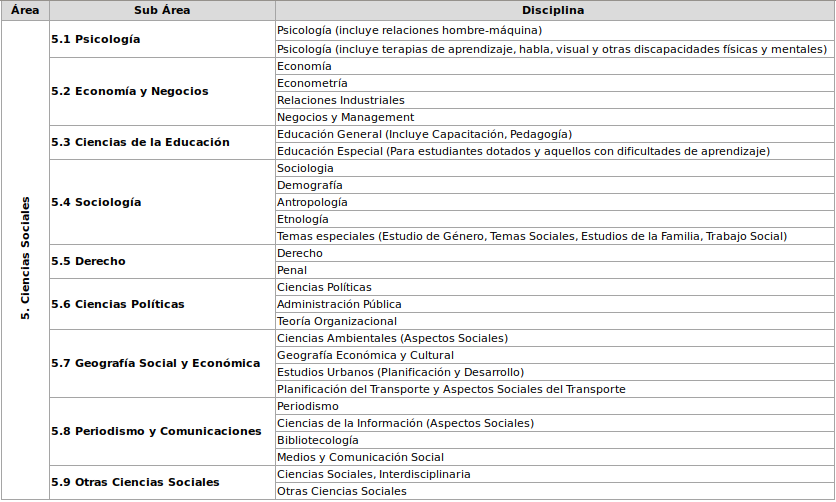 Área Sub Área Disciplina
5. Ciencias Sociales
5.1 Psicología
Psicología (incluye relaciones hombre-máquina)
Psicología (incluye terapias de aprendizaje, habla, visual y otras discapacidades físicas y mentales)
5.2 Economía y Negocios
Economía
Econometría
Relaciones Industriales
Negocios y Management
5.3 Ciencias de la Educación
Educación General (Incluye Capacitación, Pedagogía)
Educación Especial (Para estudiantes dotados y aquellos con dificultades de aprendizaje)
5.4 Sociología
Sociologia
Demografía
Antropología
Etnología
Temas especiales (Estudio de Género, Temas Sociales, Estudios de la Familia, Trabajo Social)
5.5 Derecho
Derecho
Penal
5.6 Ciencias Políticas
Ciencias Políticas
Administración Pública
Teoría Organizacional
5.7 Geografía Social y Económica
Ciencias Ambientales (Aspectos Sociales)
Geografía Económica y Cultural
Estudios Urbanos (Planificación y Desarrollo)
Planificación del Transporte y Aspectos Sociales del Transporte
5.8 Periodismo y Comunicaciones
Periodismo
Ciencias de la Información (Aspectos Sociales)
Bibliotecología
Medios y Comunicación Social
5.9 Otras Ciencias Sociales
Ciencias Sociales, Interdisciplinaria
Otras Ciencias Sociales